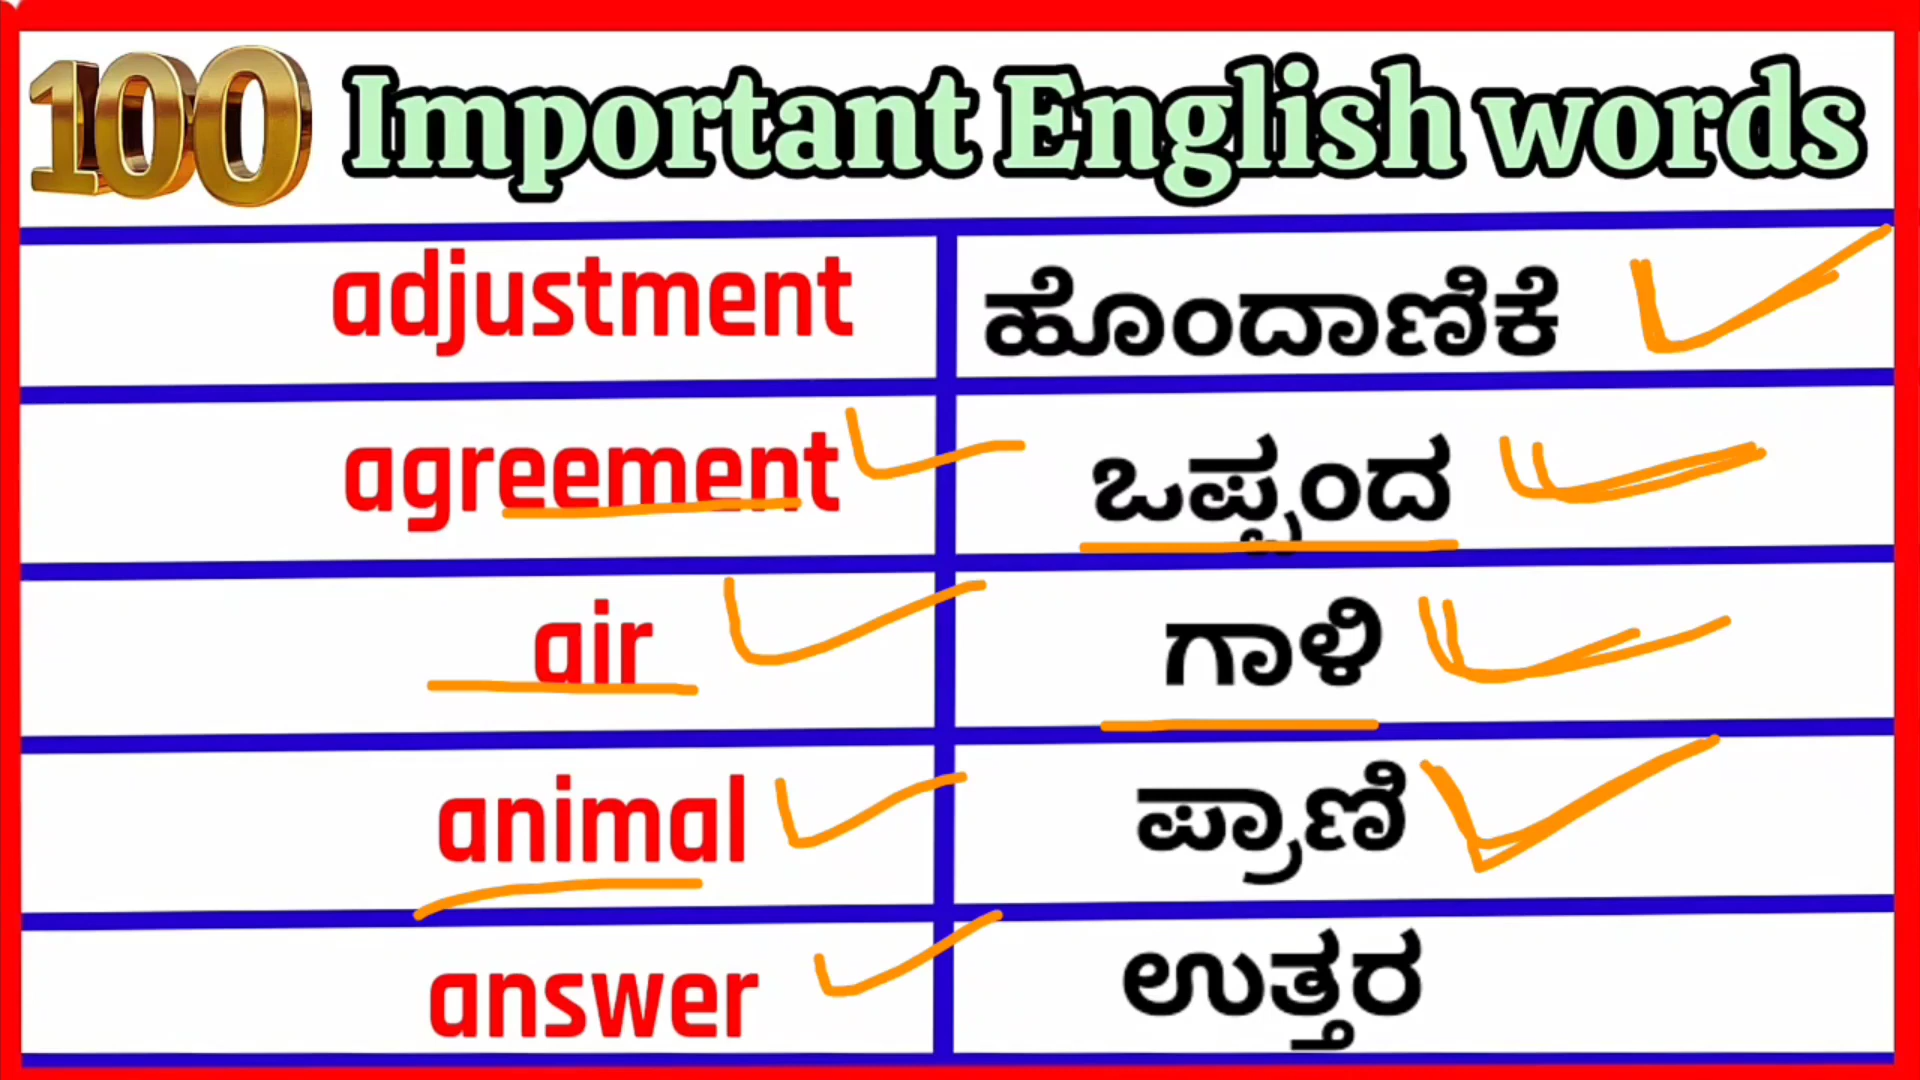 100 Important English words
adjustment ಹೊಂದಾಣಿಕೆ
agreement ಒಪ್ಪಂದ
air ಗಾಳಿ
animal ಪ್ರಾಣಿ
answer ಉತ್ತರ